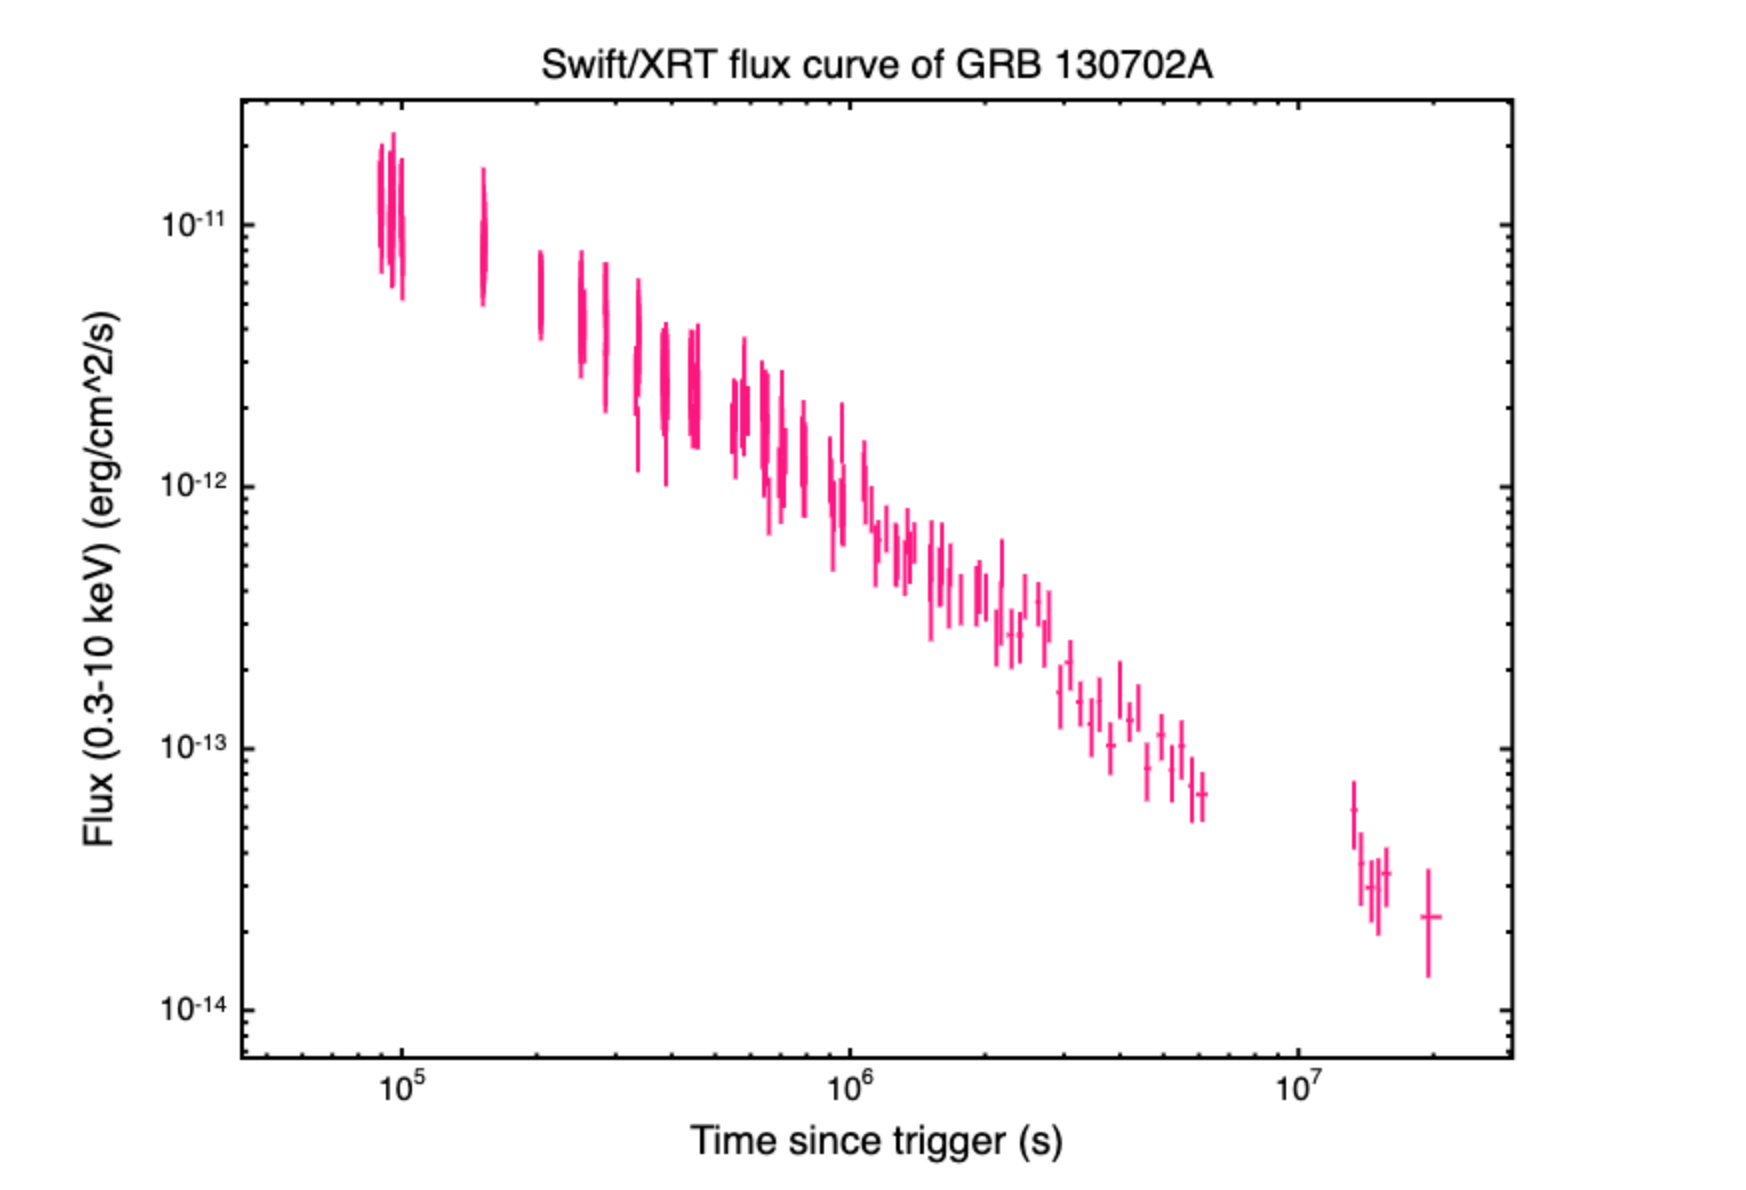 Swift/XRT flux curve of GRB 130702A
Flux (0.3-10 keV) (erg/cm^2/s)
10⁻¹¹
10⁻¹²
10⁻¹³
10⁻¹⁴
10⁵ 10⁶ 10⁷
Time since trigger (s)